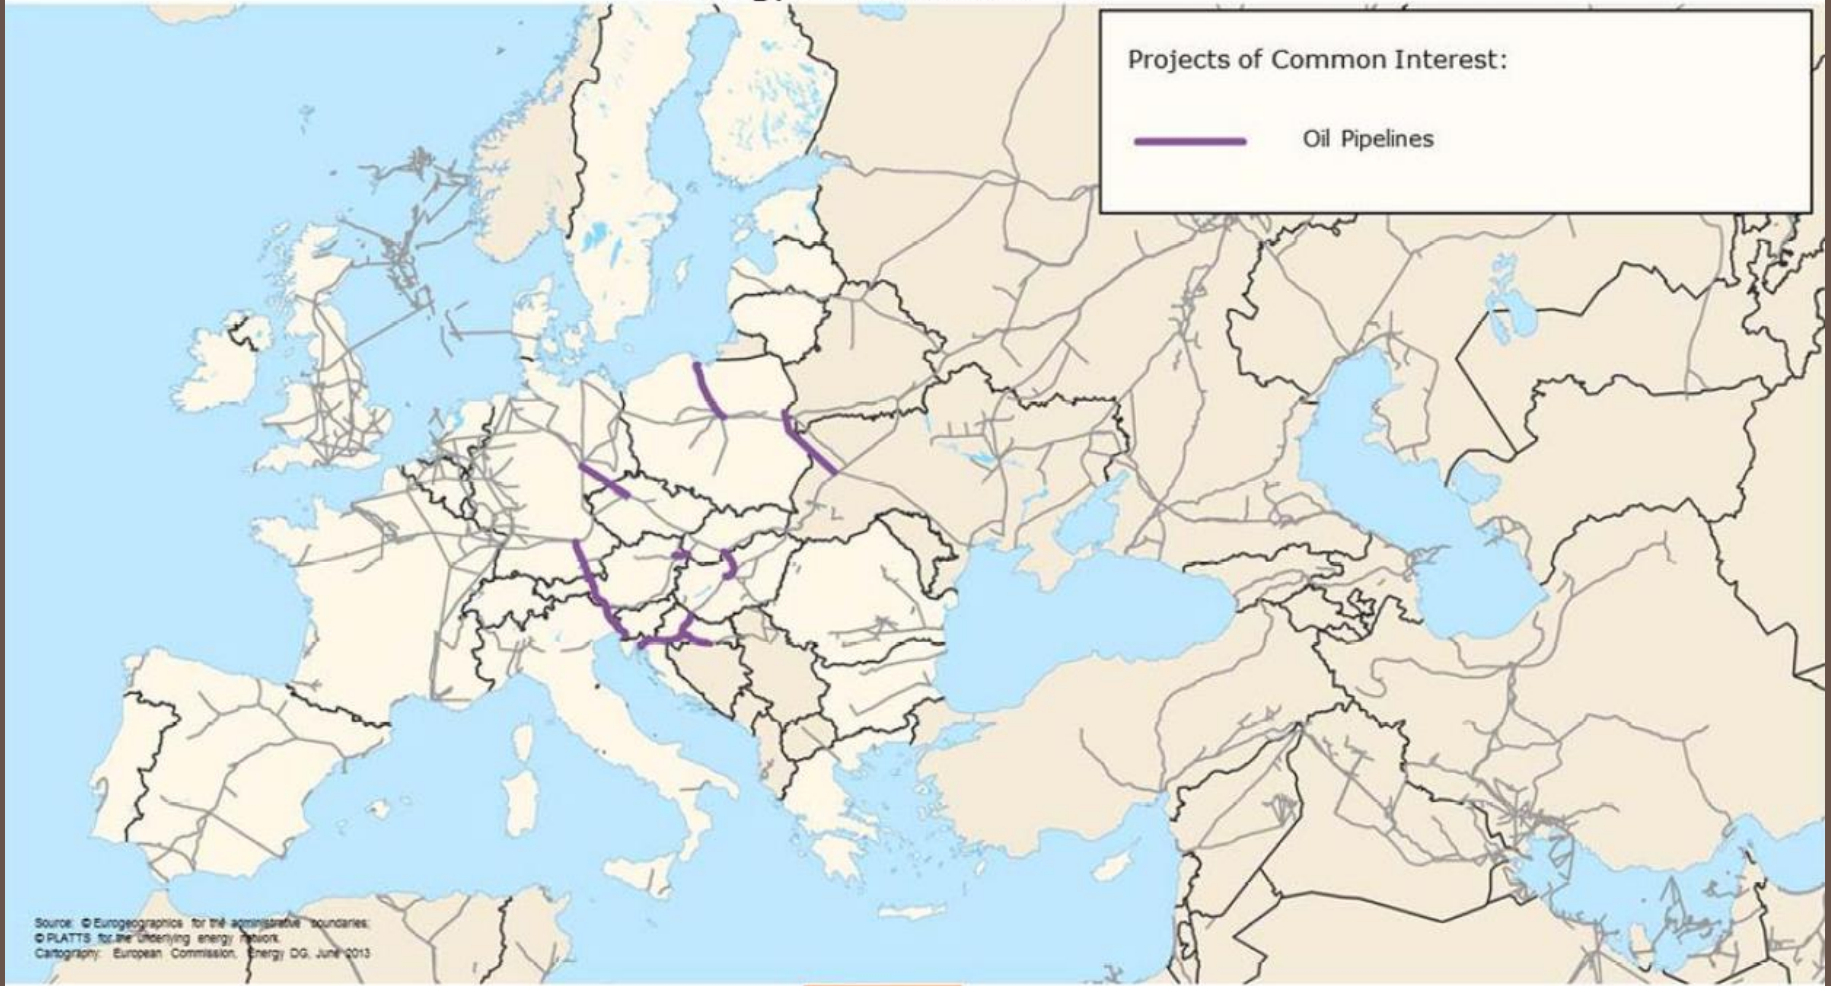 Projects of Common Interest:
Oil Pipelines
Source: © Eurogeographics for the administrative boundaries;
© PLATTS for the underlying energy network.
Cartography: European Commission, Energy DG, June 2013